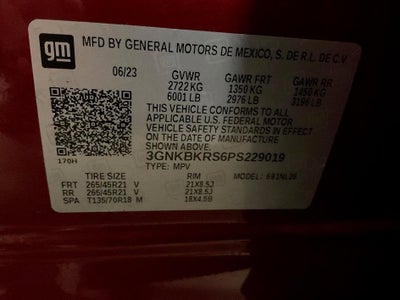 gm
MFD BY GENERAL MOTORS DE MEXICO, S. DE R.L. DE C.V
06/23 GVWR GAWR FRT GAWR RR
2722 KG 1350 KG 1450 KG
6001 LB 2976 LB 3196 LB
THIS VEHICLE CONFORMS TO ALL
APPLICABLE U.S. FEDERAL MOTOR
VEHICLE SAFETY STANDARDS IN EFFECT
ON THE DATE OF MANUFACTURE
SHOWN ABOVE.
3GNKBKRS6PS229019
170H TYPE: MPV
TIRE SIZE RIM MODEL: 6B1NL26
FRT 265/45R21 V 21X8.5J
RR 265/45R21 V 21X8.5J
SPA T135/70R18 M 18X4.5B